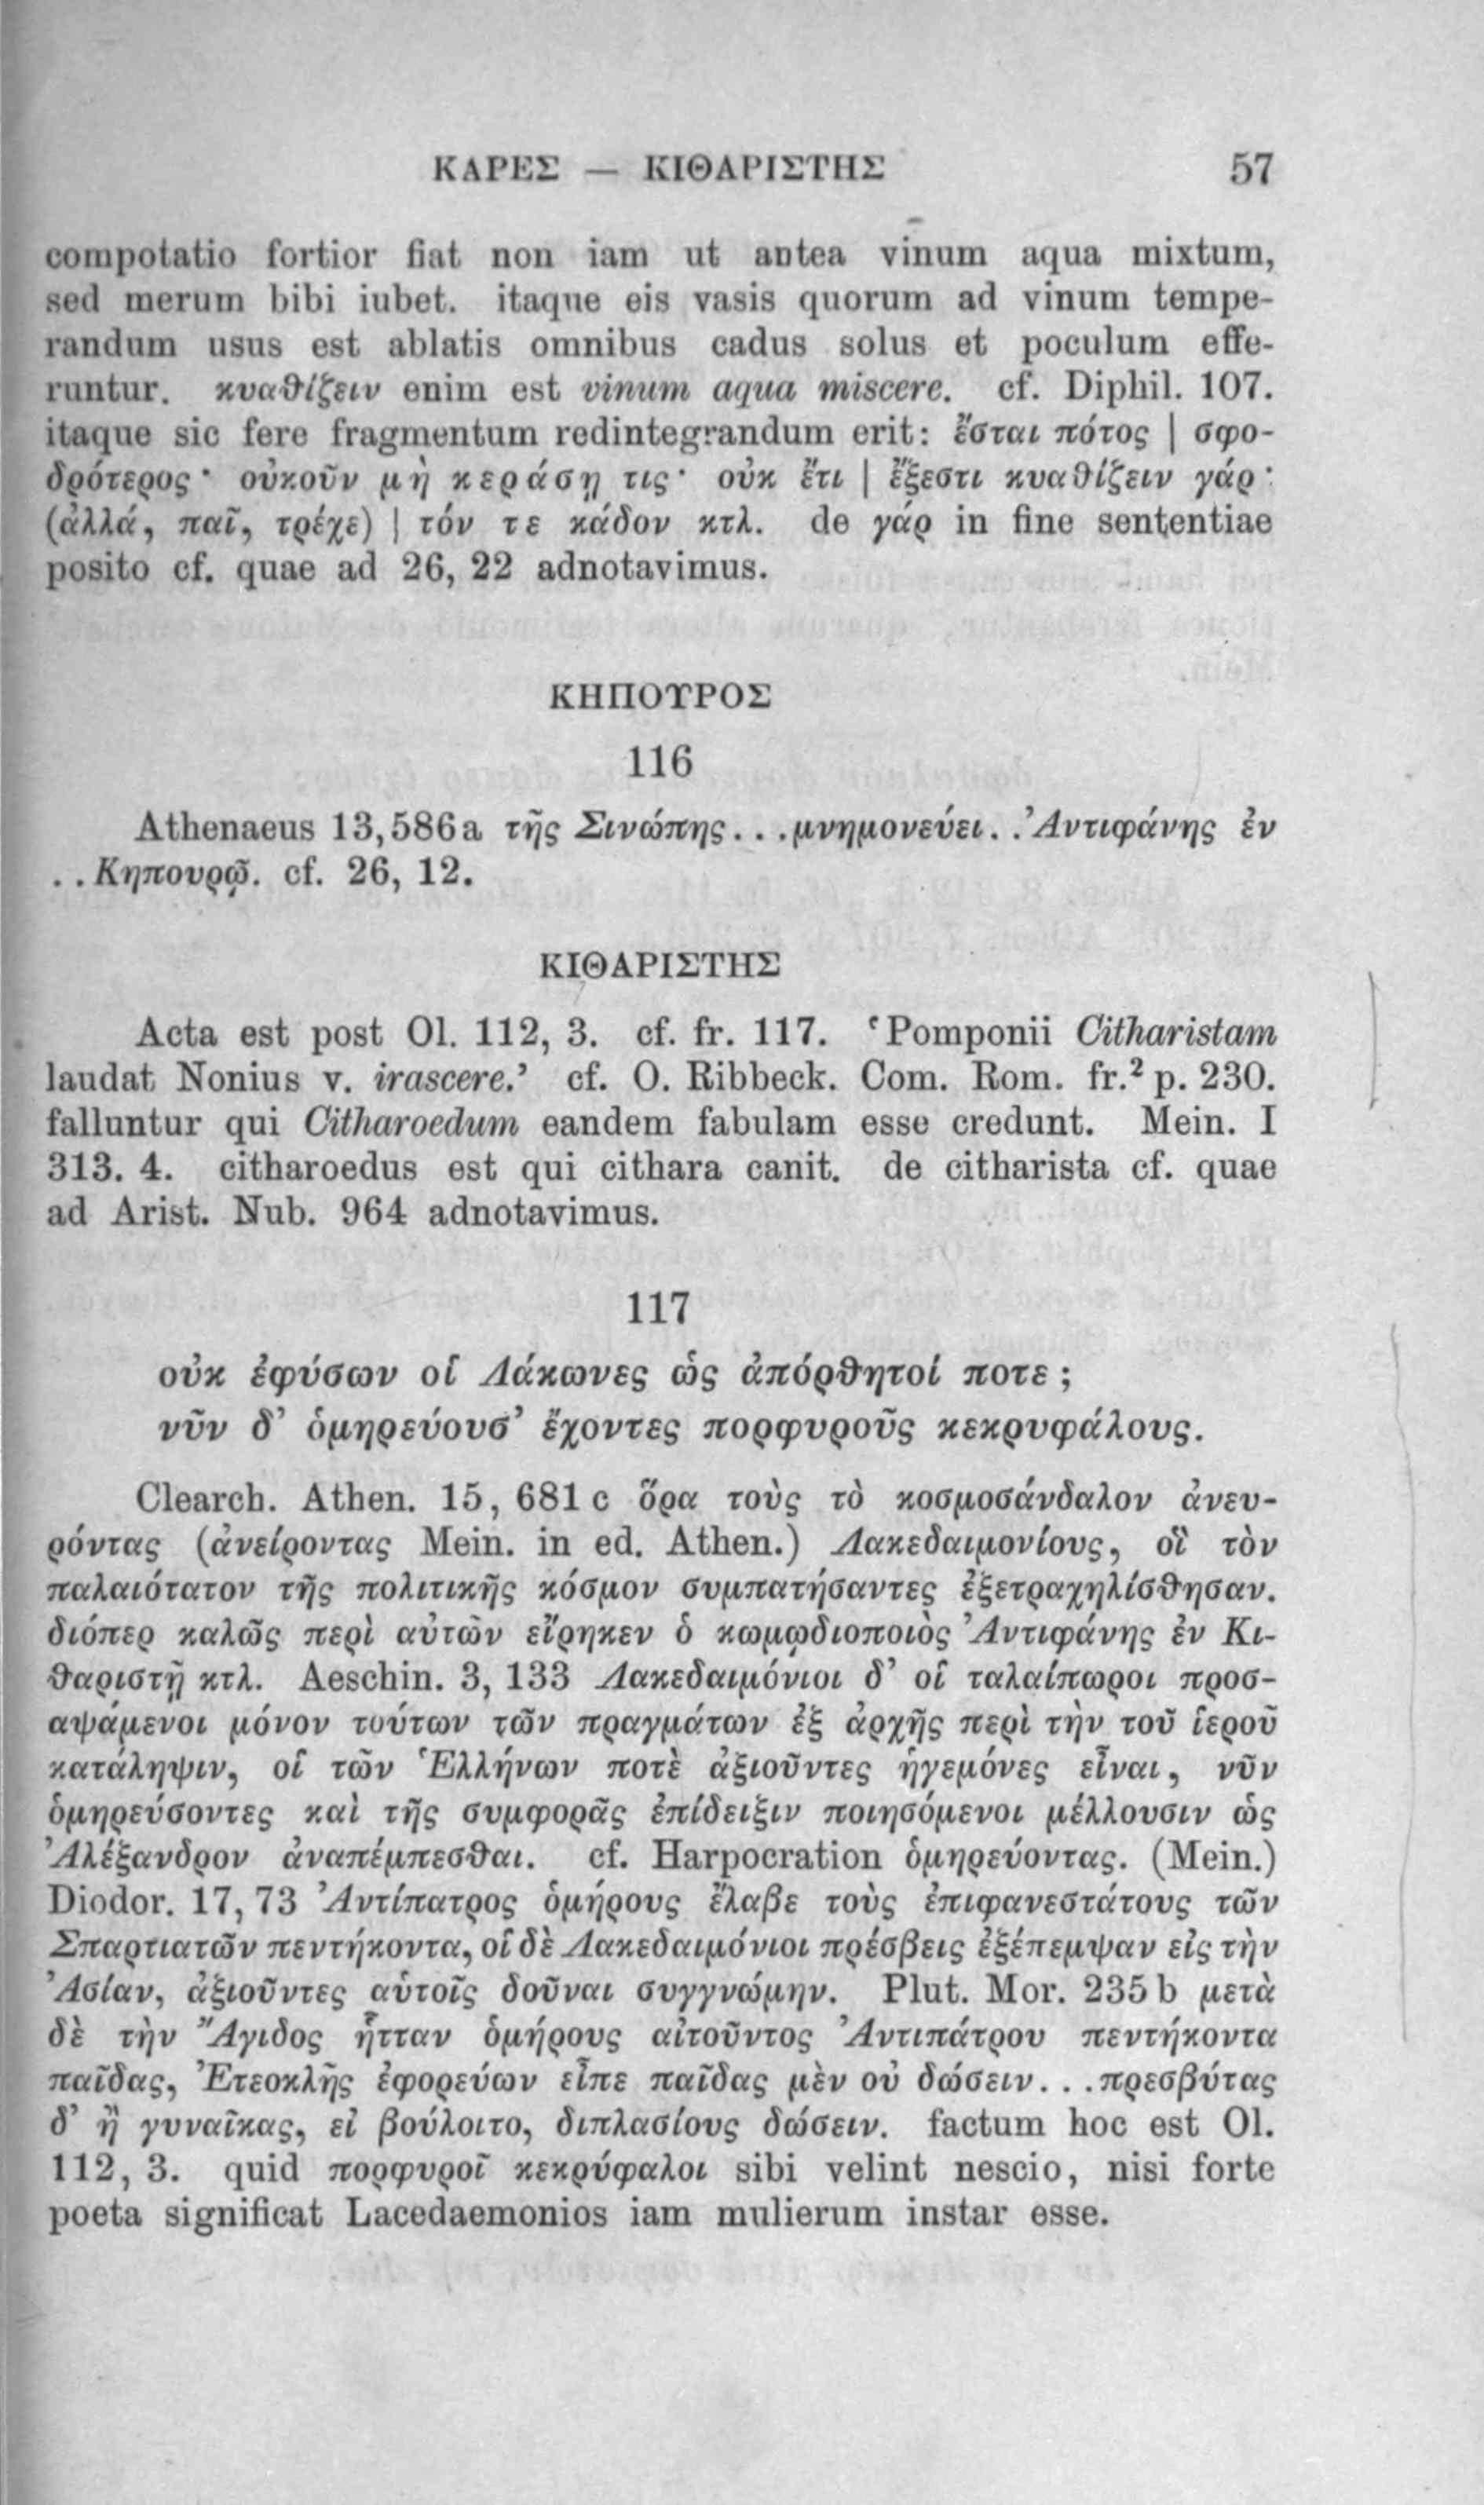 ΚΑΡΕΣ — ΚΙΘΑΡΙΣΤΗΣ 57
compotatio fortior fiat non iam ut antea vinum aqua mixtum,
sed merum bibi iubet. itaque eis vasis quorum ad vinum tempe-
randum usus est ablatis omnibus cadus solus et poculum effe-
runtur. κυαθίζειν enim est vinum aqua miscere. cf. Diphil. 107.
itaque sic fere fragmentum redintegrandum erit: ἔσται πότος | σφο-
δρότερος· οὐκοῦν μὴ κεράσῃ τις· οὐκ ἔτι | ἔξεστι κυαθίζειν γάρ·
(ἀλλά, παῖ, τρέχε) | τόν τε κάδον κτλ. de γάρ in fine sententiae
posito cf. quae ad 26, 22 adnotavimus.
ΚΗΠΟΥΡΟΣ
116
Athenaeus 13,586a τῆς Σινώπης...μνημονεύει..Ἀντιφάνης ἐν
..Κηπουρῷ. cf. 26, 12.
ΚΙΘΑΡΙΣΤΗΣ
Acta est post Ol. 112, 3. cf. fr. 117. ‘Pomponii Citharistam
laudat Nonius v. irascere.’ cf. O. Ribbeck. Com. Rom. fr.² p. 230.
falluntur qui Citharoedum eandem fabulam esse credunt. Mein. I
313. 4. citharoedus est qui cithara canit. de citharista cf. quae
ad Arist. Nub. 964 adnotavimus.
117
οὐκ ἐφύσων οἱ Λάκωνες ὡς ἀπόρθητοί ποτε;
νῦν δ’ ὁμηρεύουσ’ ἔχοντες πορφυροῦς κεκρυφάλους.
Clearch. Athen. 15, 681 c ὅρα τοὺς τὸ κοσμοσάνδαλον ἀνευ-
ρόντας (ἀνείροντας Mein. in ed. Athen.) Λακεδαιμονίους, οἳ τὸν
παλαιότατον τῆς πολιτικῆς κόσμον συμπατήσαντες ἐξετραχηλίσθησαν.
διόπερ καλῶς περὶ αὐτῶν εἴρηκεν ὁ κωμῳδιοποιὸς Ἀντιφάνης ἐν Κι-
θαριστῇ κτλ. Aeschin. 3, 133 Λακεδαιμόνιοι δ’ οἱ ταλαίπωροι προσ-
αψάμενοι μόνον τούτων τῶν πραγμάτων ἐξ ἀρχῆς περὶ τὴν τοῦ ἱεροῦ
κατάληψιν, οἱ τῶν Ἑλλήνων ποτὲ ἀξιοῦντες ἡγεμόνες εἶναι, νῦν
ὁμηρεύσοντες καὶ τῆς συμφορᾶς ἐπίδειξιν ποιησόμενοι μέλλουσιν ὡς
Ἀλέξανδρον ἀναπέμπεσθαι. cf. Harpocration ὁμηρεύοντας. (Mein.)
Diodor. 17, 73 Ἀντίπατρος ὁμήρους ἔλαβε τοὺς ἐπιφανεστάτους τῶν
Σπαρτιατῶν πεντήκοντα, οἱ δὲ Λακεδαιμόνιοι πρέσβεις ἐξέπεμψαν εἰς τὴν
Ἀσίαν, ἀξιοῦντες αὑτοῖς δοῦναι συγγνώμην. Plut. Mor. 235 b μετὰ
δὲ τὴν Ἄγιδος ἧτταν ὁμήρους αἰτοῦντος Ἀντιπάτρου πεντήκοντα
παῖδας, Ἐτεοκλῆς ἐφορεύων εἶπε παῖδας μὲν οὐ δώσειν...πρεσβύτας
δ’ ἢ γυναῖκας, εἰ βούλοιτο, διπλασίους δώσειν. factum hoc est Ol.
112, 3. quid πορφυροῖ κεκρύφαλοι sibi velint nescio, nisi forte
poeta significat Lacedaemonios iam mulierum instar esse.